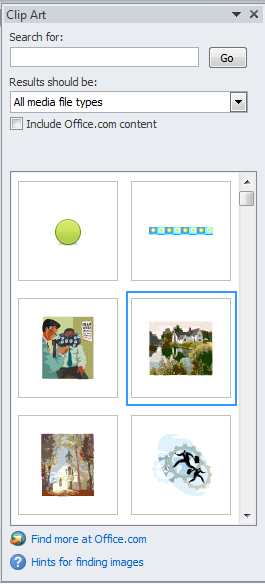 Clip Art
Search for:
Go
Results should be:
All media file types
Include Office.com content
Find more at Office.com
Hints for finding images